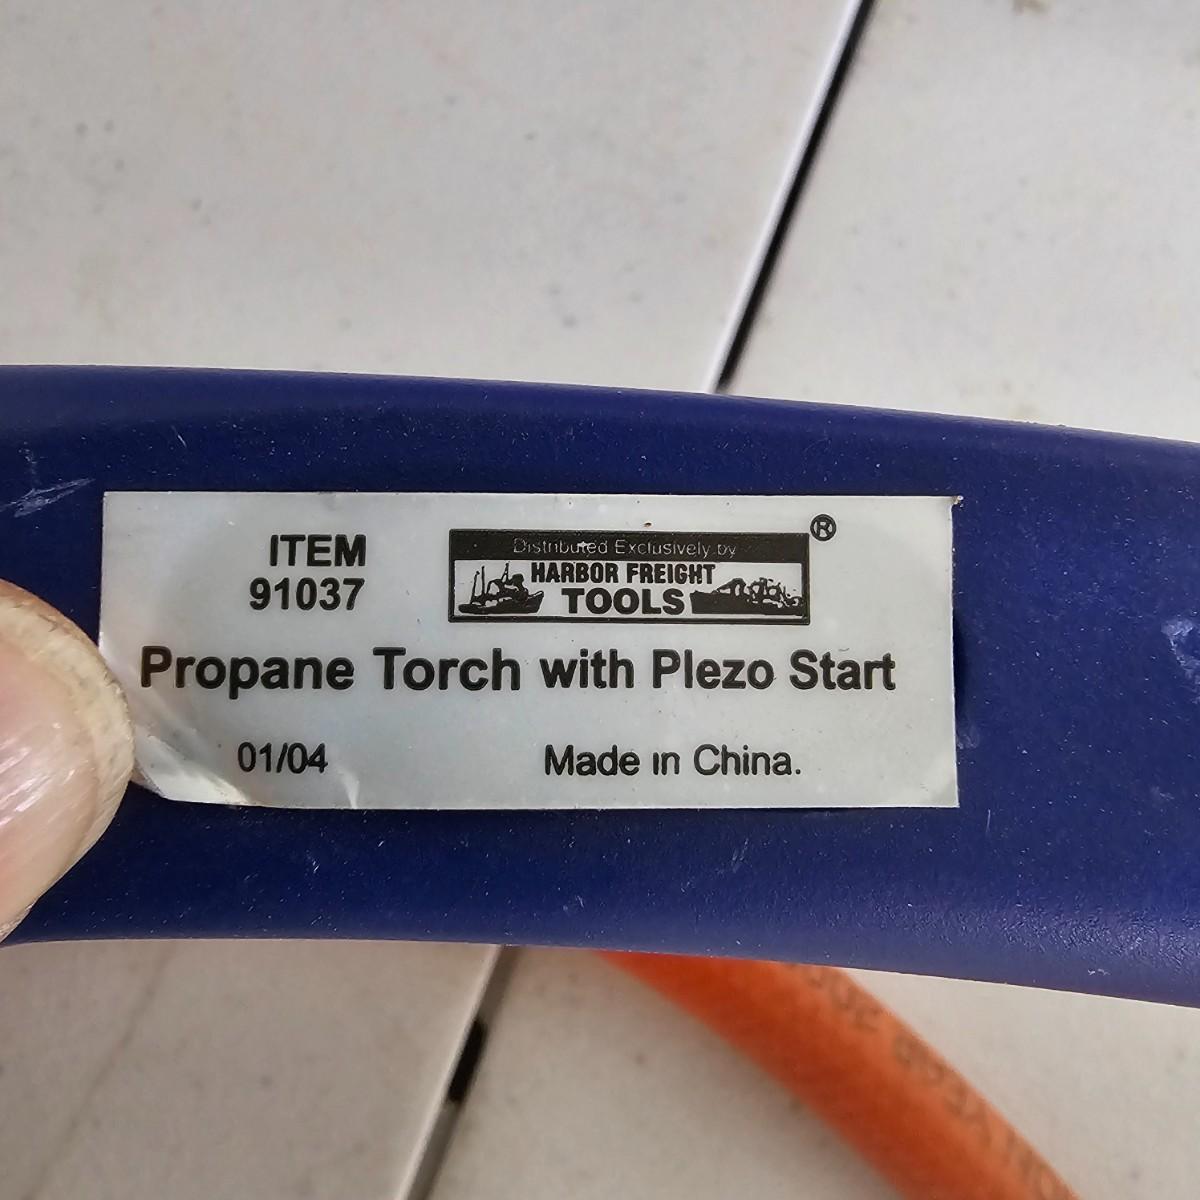 ITEM
91037
Distributed Exclusively by
HARBOR FREIGHT
TOOLS
®
Propane Torch with Plezo Start
01/04
Made in China.